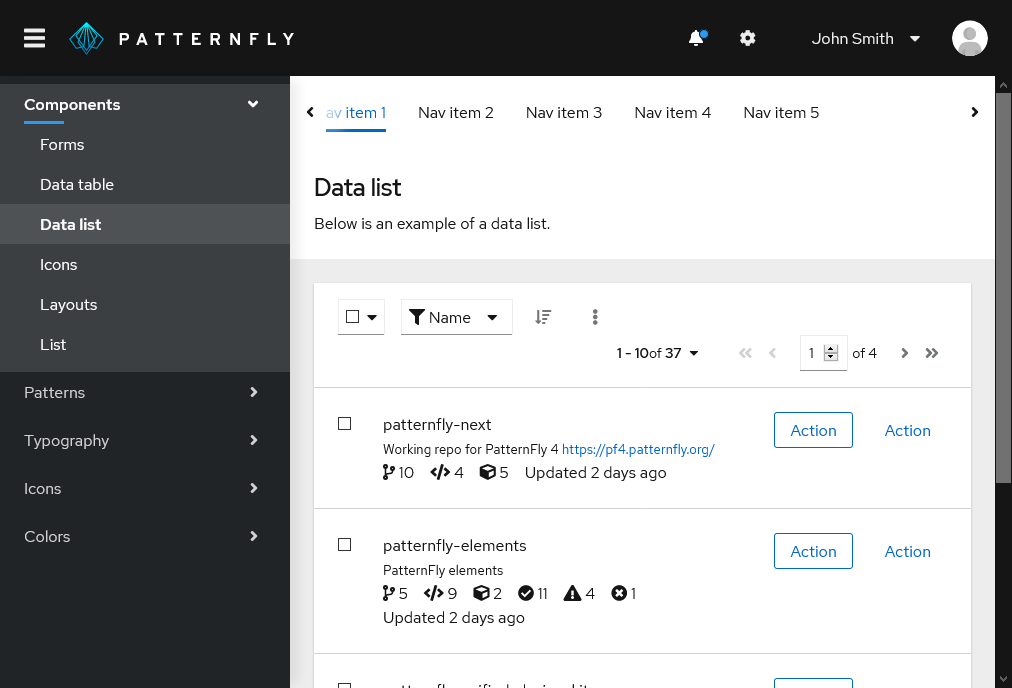 PATTERNFLY
John Smith
Components
Forms
Data table
Data list
Icons
Layouts
List
Patterns
Typography
Icons
Colors
av item 1 Nav item 2 Nav item 3 Nav item 4 Nav item 5
Data list
Below is an example of a data list.
Name
1 - 10of 37 1 of 4
patternfly-next
Working repo for PatternFly 4 https://pf4.patternfly.org/
10 4 5 Updated 2 days ago
Action Action
patternfly-elements
PatternFly elements
5 9 2 11 4 1
Updated 2 days ago
Action Action